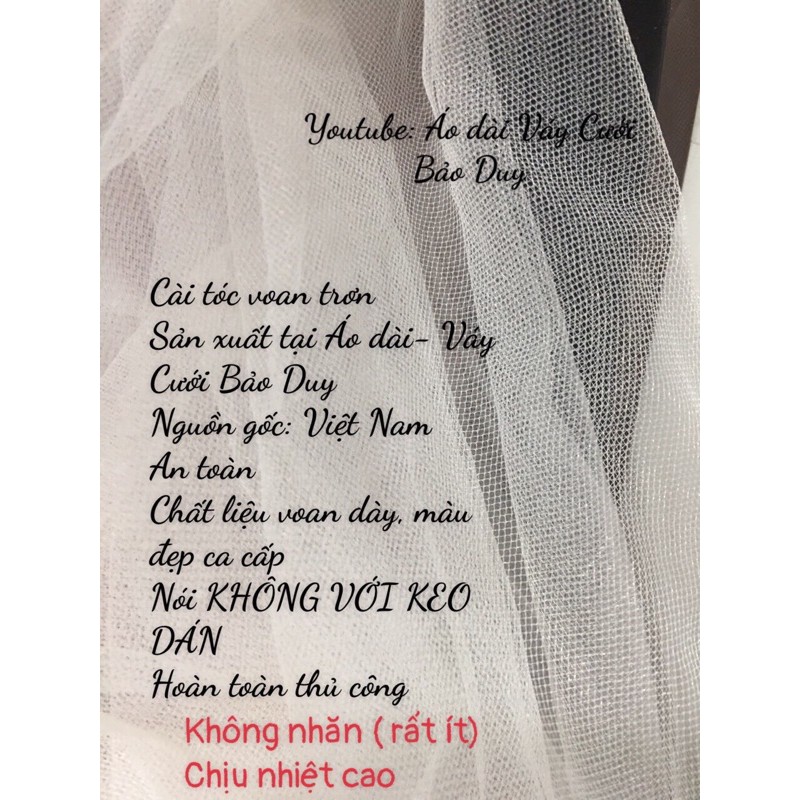 Youtube: Áo dài Váy Cưới
Bảo Duy
Cài tóc voan trơn
Sản xuất tại Áo dài- Váy
Cưới Bảo Duy
Nguồn gốc: Việt Nam
An toàn
Chất liệu voan dày, màu
đẹp ca cấp
Nói KHÔNG VỚI KEO
DÁN
Hoàn toàn thủ công
Không nhăn ( rất ít)
Chịu nhiệt cao